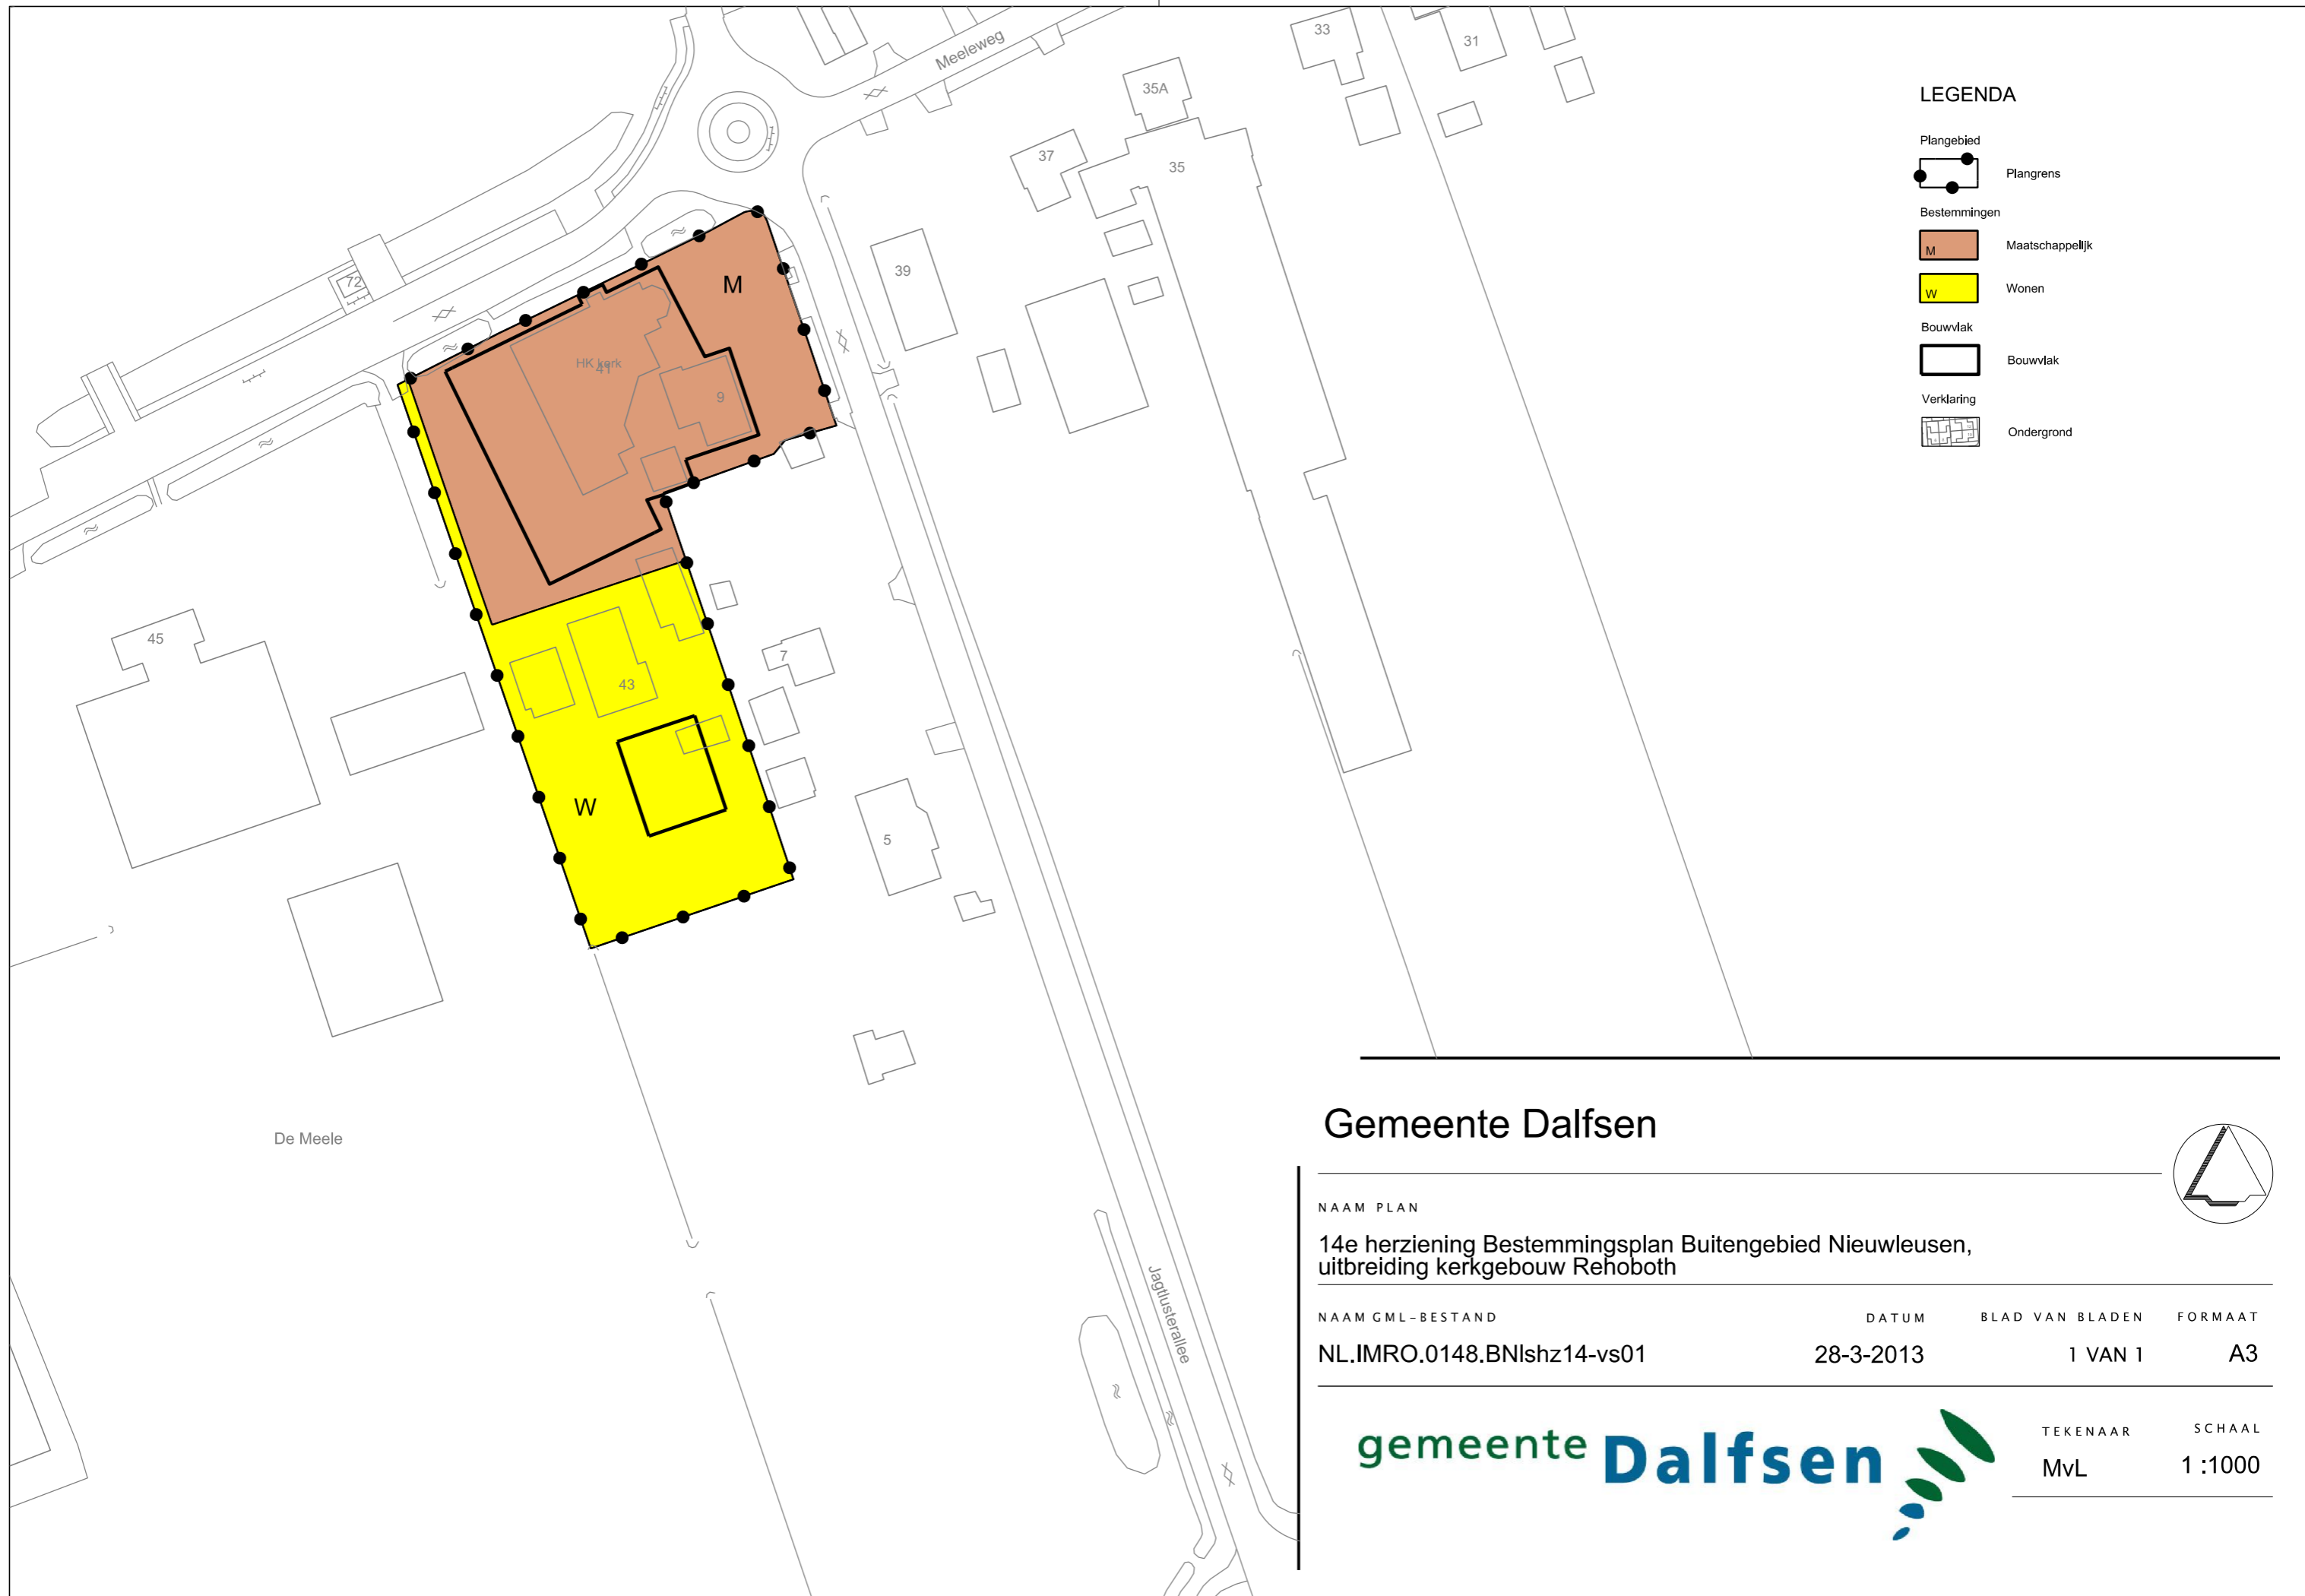 Meeleweg
33
31
35A
37
35
39
72
M
HK kerk
41
9
45
43
7
W
5
De Meele
Jagtlusterallee
LEGENDA
Plangebied
Plangrens
Bestemmingen
M
Maatschappelijk
W
Wonen
Bouwvlak
Bouwvlak
Verklaring
Ondergrond
Gemeente Dalfsen
NAAM PLAN
14e herziening Bestemmingsplan Buitengebied Nieuwleusen,
uitbreiding kerkgebouw Rehoboth
NAAM GML-BESTAND DATUM BLAD VAN BLADEN FORMAAT
NL.IMRO.0148.BNlshz14-vs01 28-3-2013 1 VAN 1 A3
gemeente Dalfsen
TEKENAAR SCHAAL
MvL 1 :1000